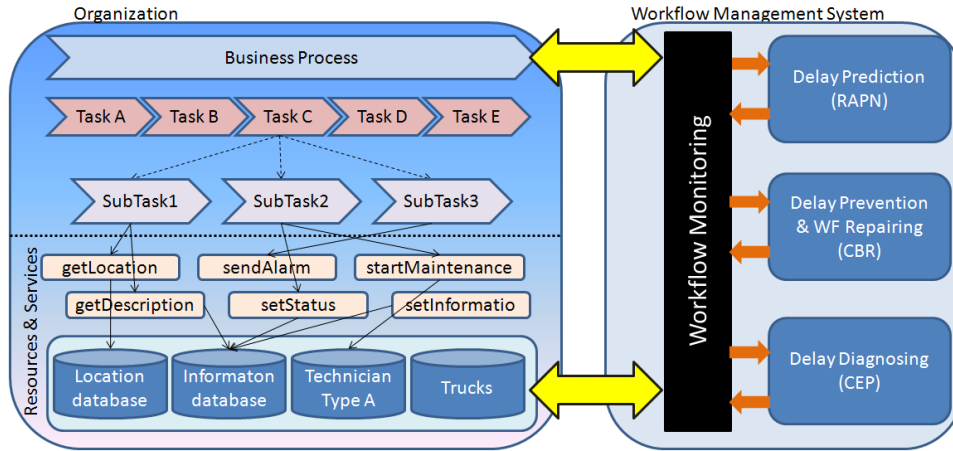 Organization
Workflow Management System
Business Process
Task A
Task B
Task C
Task D
Task E
SubTask1
SubTask2
SubTask3
Resources & Services
getLocation
sendAlarm
startMaintenance
getDescription
setStatus
setInformatio
Location
database
Informaton
database
Technician
Type A
Trucks
Workflow Monitoring
Delay Prediction
(RAPN)
Delay Prevention
& WF Repairing
(CBR)
Delay Diagnosing
(CEP)